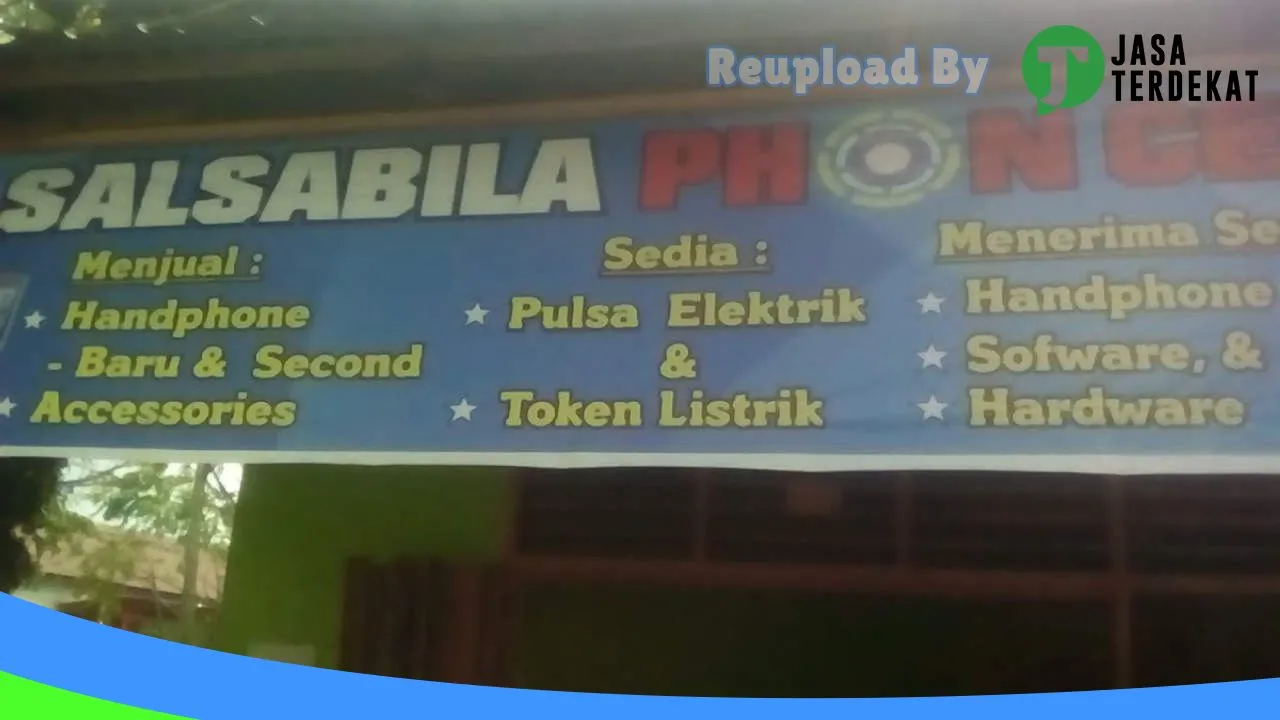 Reupload By
JASA
TERDEKAT
SALSABILA PHON CE
Menjual :
Handphone
- Baru & Second
Accessories
Sedia :
Pulsa Elektrik
&
Token Listrik
Menerima Se
Handphone
Sofware, &
Hardware